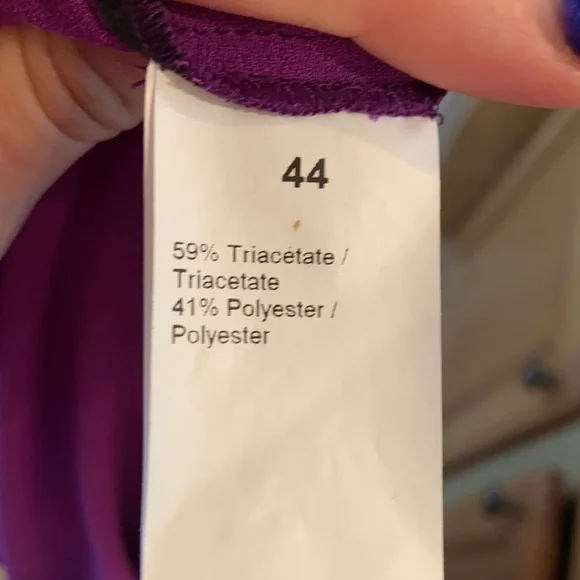 44
59% Triacétate /
Triacetate
41% Polyester /
Polyester